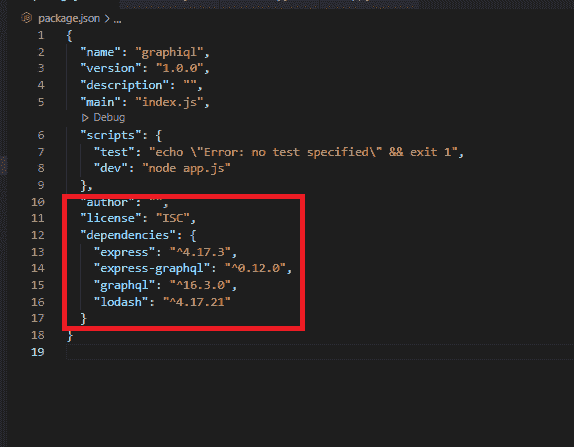 package.json > ...
1 {
2 "name": "graphiql",
3 "version": "1.0.0",
4 "description": "",
5 "main": "index.js",
Debug
6 "scripts": {
7 "test": "echo \"Error: no test specified\" && exit 1",
8 "dev": "node app.js"
9 },
10 "author": "",
11 "license": "ISC",
12 "dependencies": {
13 "express": "^4.17.3",
14 "express-graphql": "^0.12.0",
15 "graphql": "^16.3.0",
16 "lodash": "^4.17.21"
17 }
18 }
19